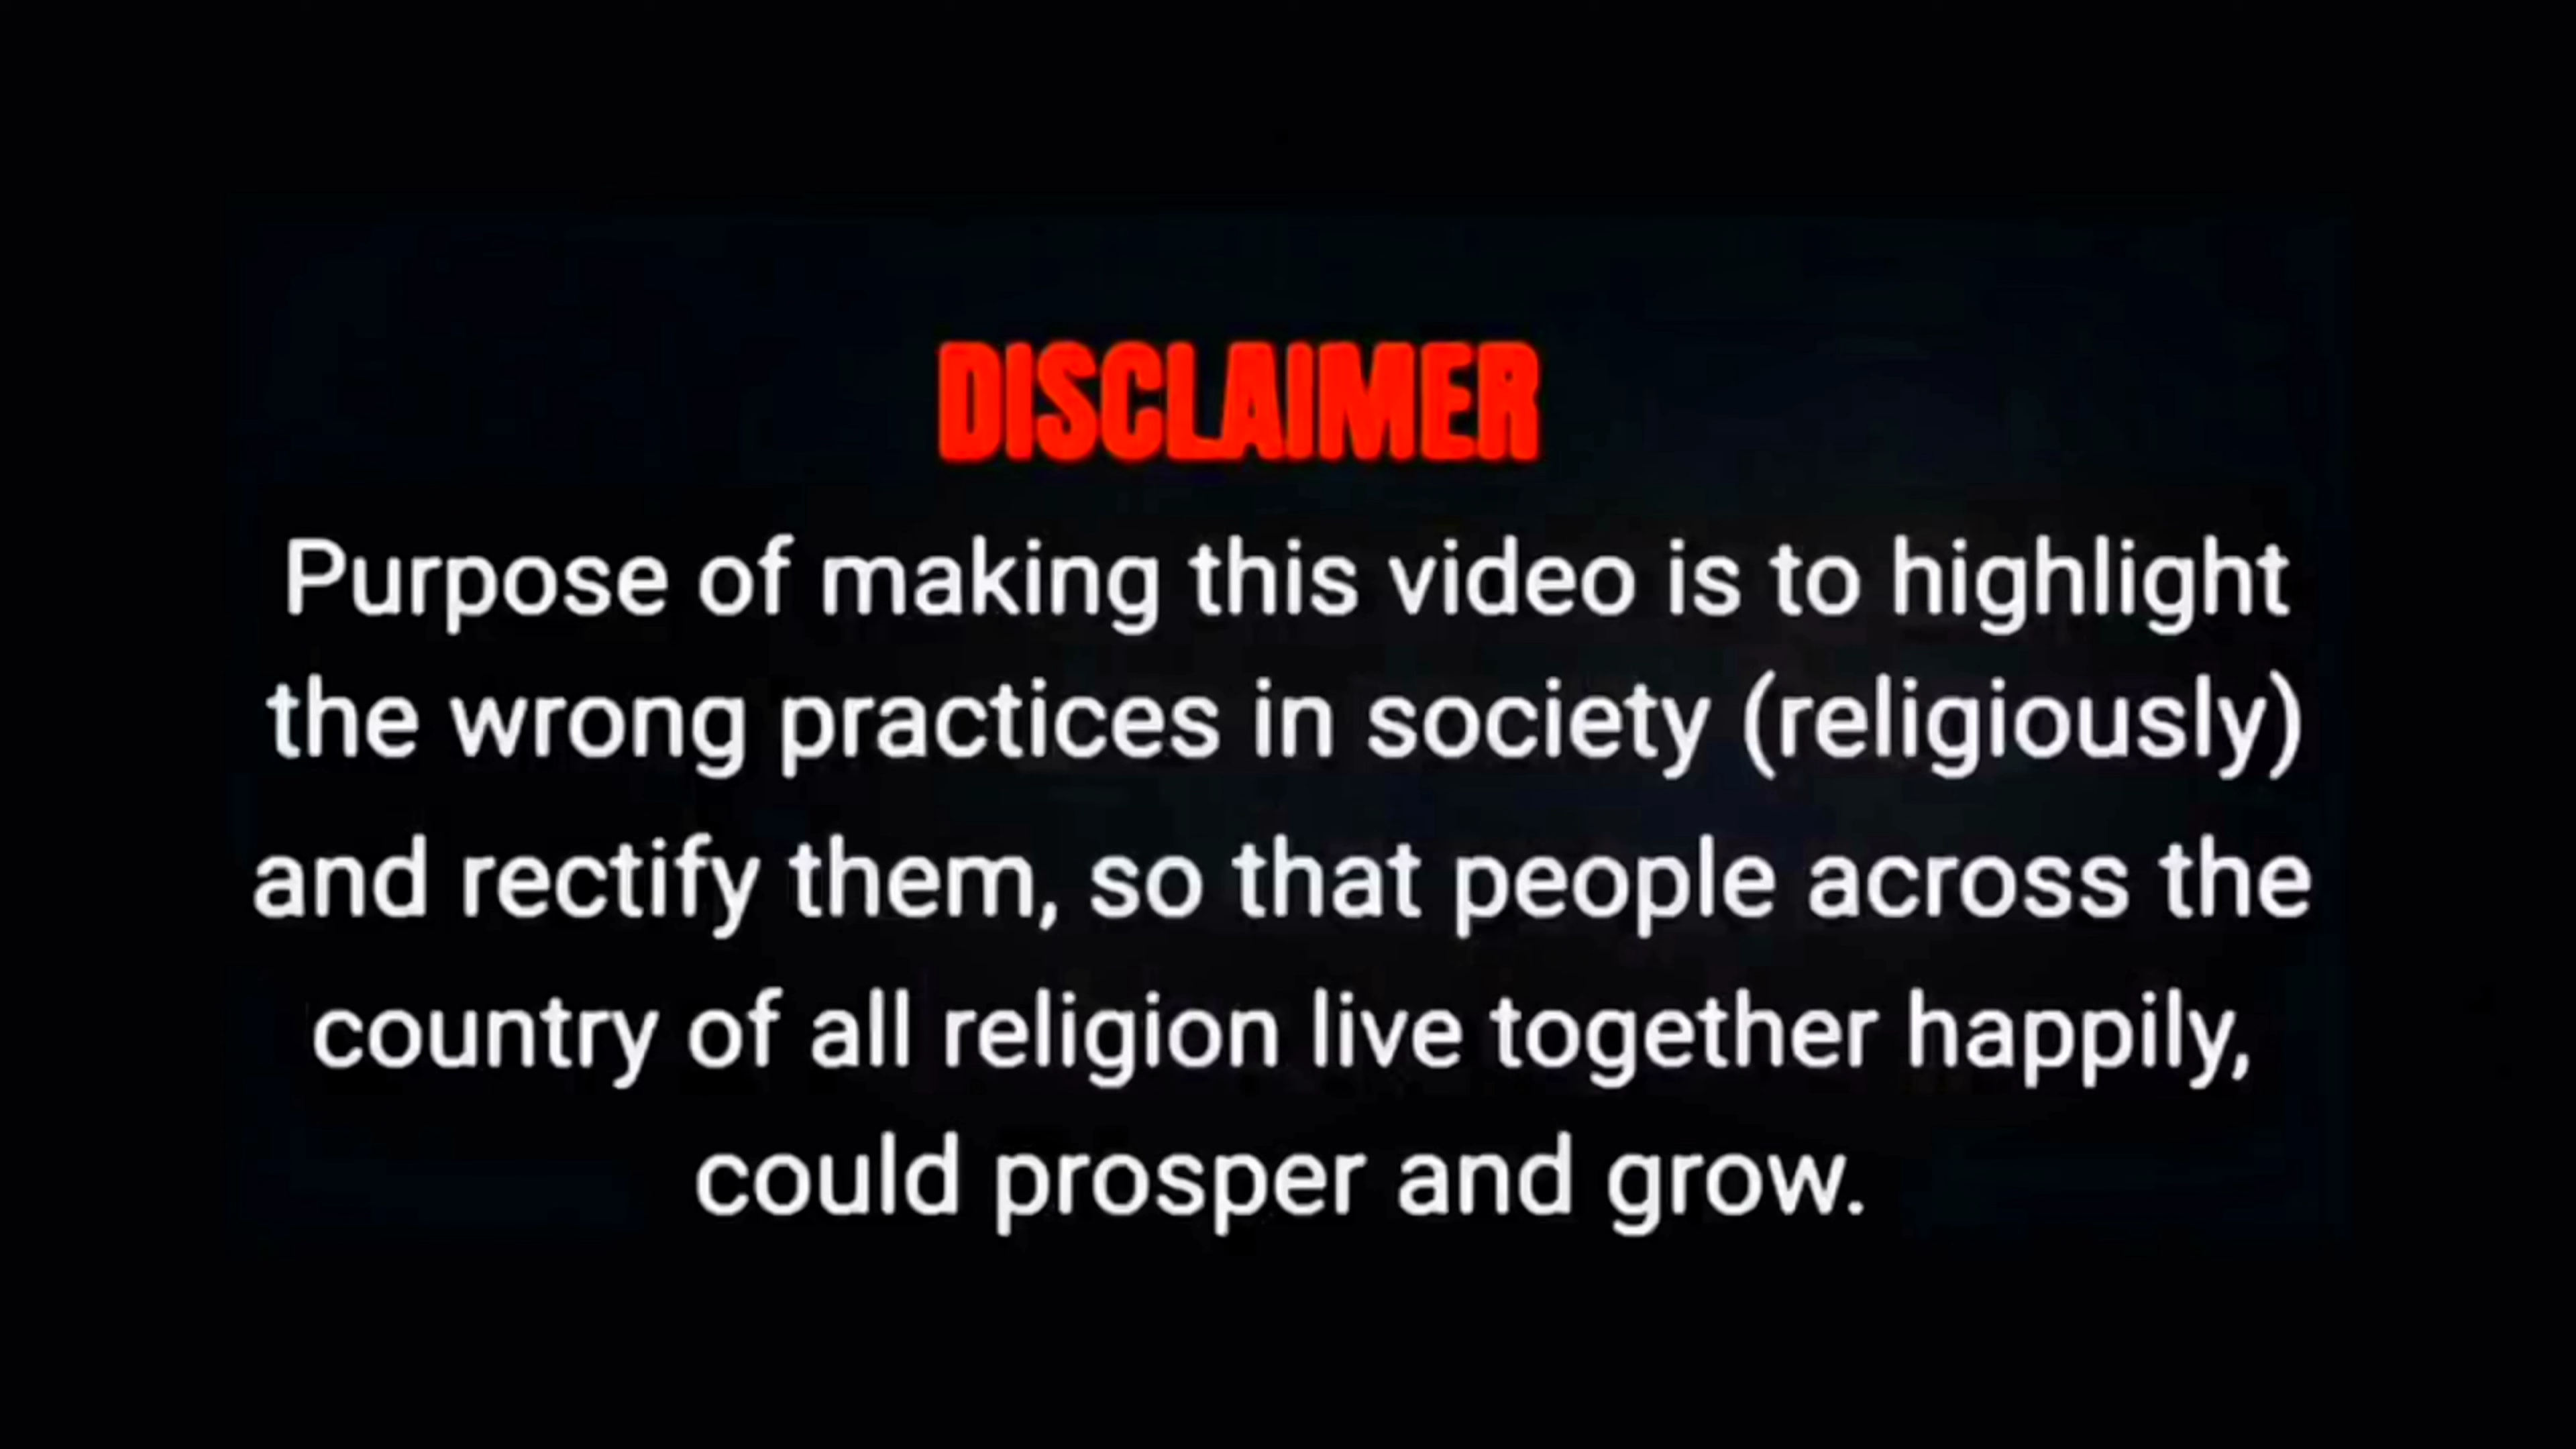 DISCLAIMER
Purpose of making this video is to highlight
the wrong practices in society (religiously)
and rectify them, so that people across the
country of all religion live together happily,
could prosper and grow.